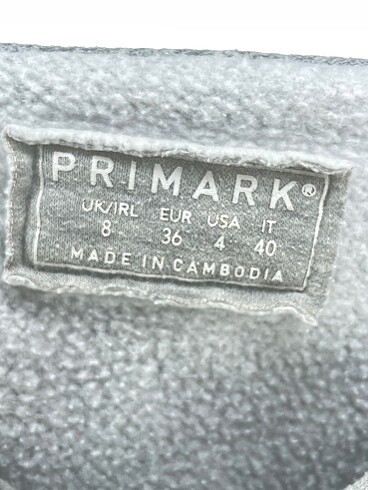 PRIMARK®
UK/IRL EUR USA IT
8 36 4 40
MADE IN CAMBODIA